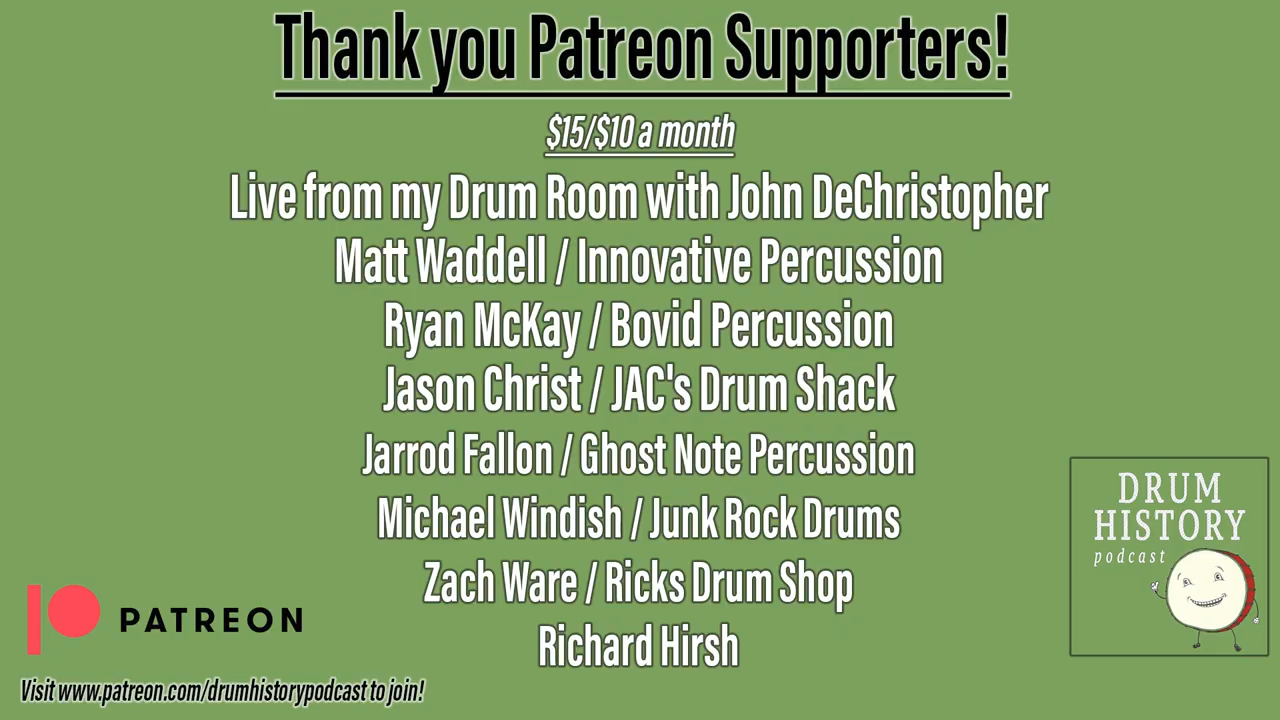 Thank you Patreon Supporters!
$15/$10 a month
Live from my Drum Room with John DeChristopher
Matt Waddell / Innovative Percussion
Ryan McKay / Bovid Percussion
Jason Christ / JAC's Drum Shack
Jarrod Fallon / Ghost Note Percussion
Michael Windish / Junk Rock Drums
Zach Ware / Ricks Drum Shop
Richard Hirsh
DRUM
HISTORY
podcast
PATREON
Visit www.patreon.com/drumhistorypodcast to join!